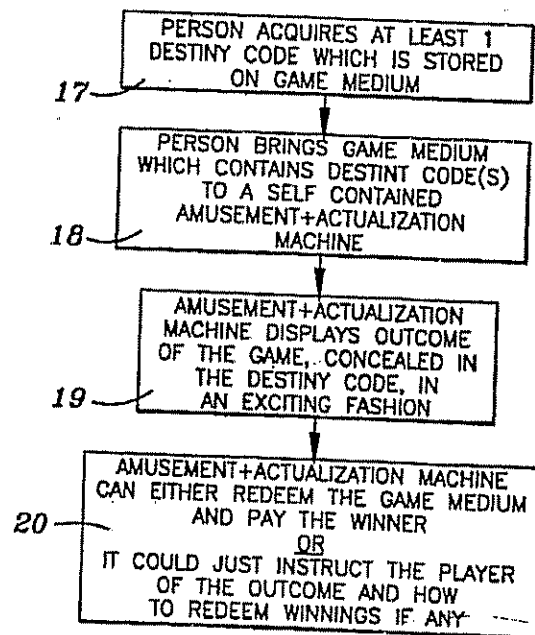 PERSON ACQUIRES AT LEAST 1
DESTINY CODE WHICH IS STORED
ON GAME MEDIUM
17
PERSON BRINGS GAME MEDIUM
WHICH CONTAINS DESTINT CODE(S)
TO A SELF CONTAINED
AMUSEMENT+ACTUALIZATION
MACHINE
18
AMUSEMENT+ACTUALIZATION
MACHINE DISPLAYS OUTCOME
OF THE GAME, CONCEALED IN
THE DESTINY CODE, IN
AN EXCITING FASHION
19
AMUSEMENT+ACTUALIZATION MACHINE
CAN EITHER REDEEM THE GAME MEDIUM
AND PAY THE WINNER
OR
IT COULD JUST INSTRUCT THE PLAYER
OF THE OUTCOME AND HOW
TO REDEEM WINNINGS IF ANY
20